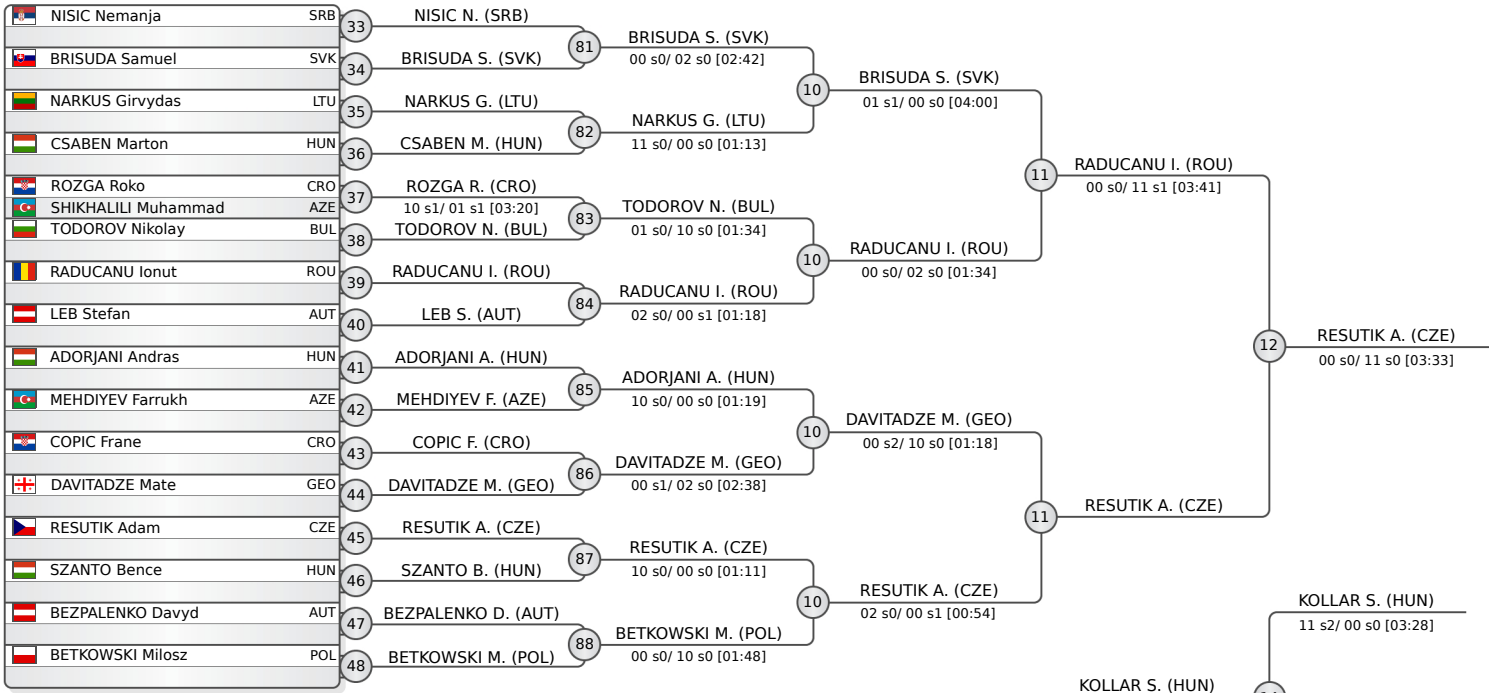 NISIC Nemanja SRB
BRISUDA Samuel SVK
NARKUS Girvydas LTU
CSABEN Marton HUN
ROZGA Roko CRO
SHIKHALILI Muhammad AZE
TODOROV Nikolay BUL
RADUCANU Ionut ROU
LEB Stefan AUT
ADORJANI Andras HUN
MEHDIYEV Farrukh AZE
COPIC Frane CRO
DAVITADZE Mate GEO
RESUTIK Adam CZE
SZANTO Bence HUN
BEZPALENKO Davyd AUT
BETKOWSKI Milosz POL
33
34
35
36
37
38
39
40
41
42
43
44
45
46
47
48
NISIC N. (SRB)
BRISUDA S. (SVK)
NARKUS G. (LTU)
CSABEN M. (HUN)
ROZGA R. (CRO)
10 s1/ 01 s1 [03:20]
TODOROV N. (BUL)
RADUCANU I. (ROU)
LEB S. (AUT)
ADORJANI A. (HUN)
MEHDIYEV F. (AZE)
COPIC F. (CRO)
DAVITADZE M. (GEO)
RESUTIK A. (CZE)
SZANTO B. (HUN)
BEZPALENKO D. (AUT)
BETKOWSKI M. (POL)
81
82
83
84
85
86
87
88
BRISUDA S. (SVK)
00 s0/ 02 s0 [02:42]
NARKUS G. (LTU)
11 s0/ 00 s0 [01:13]
TODOROV N. (BUL)
01 s0/ 10 s0 [01:34]
RADUCANU I. (ROU)
02 s0/ 00 s1 [01:18]
ADORJANI A. (HUN)
10 s0/ 00 s0 [01:19]
DAVITADZE M. (GEO)
00 s1/ 02 s0 [02:38]
RESUTIK A. (CZE)
10 s0/ 00 s0 [01:11]
BETKOWSKI M. (POL)
00 s0/ 10 s0 [01:48]
10
10
10
10
BRISUDA S. (SVK)
01 s1/ 00 s0 [04:00]
RADUCANU I. (ROU)
00 s0/ 02 s0 [01:34]
DAVITADZE M. (GEO)
00 s2/ 10 s0 [01:18]
RESUTIK A. (CZE)
02 s0/ 00 s1 [00:54]
11
11
RADUCANU I. (ROU)
00 s0/ 11 s1 [03:41]
RESUTIK A. (CZE)
12
RESUTIK A. (CZE)
00 s0/ 11 s0 [03:33]
KOLLAR S. (HUN)
11 s2/ 00 s0 [03:28]
KOLLAR S. (HUN)